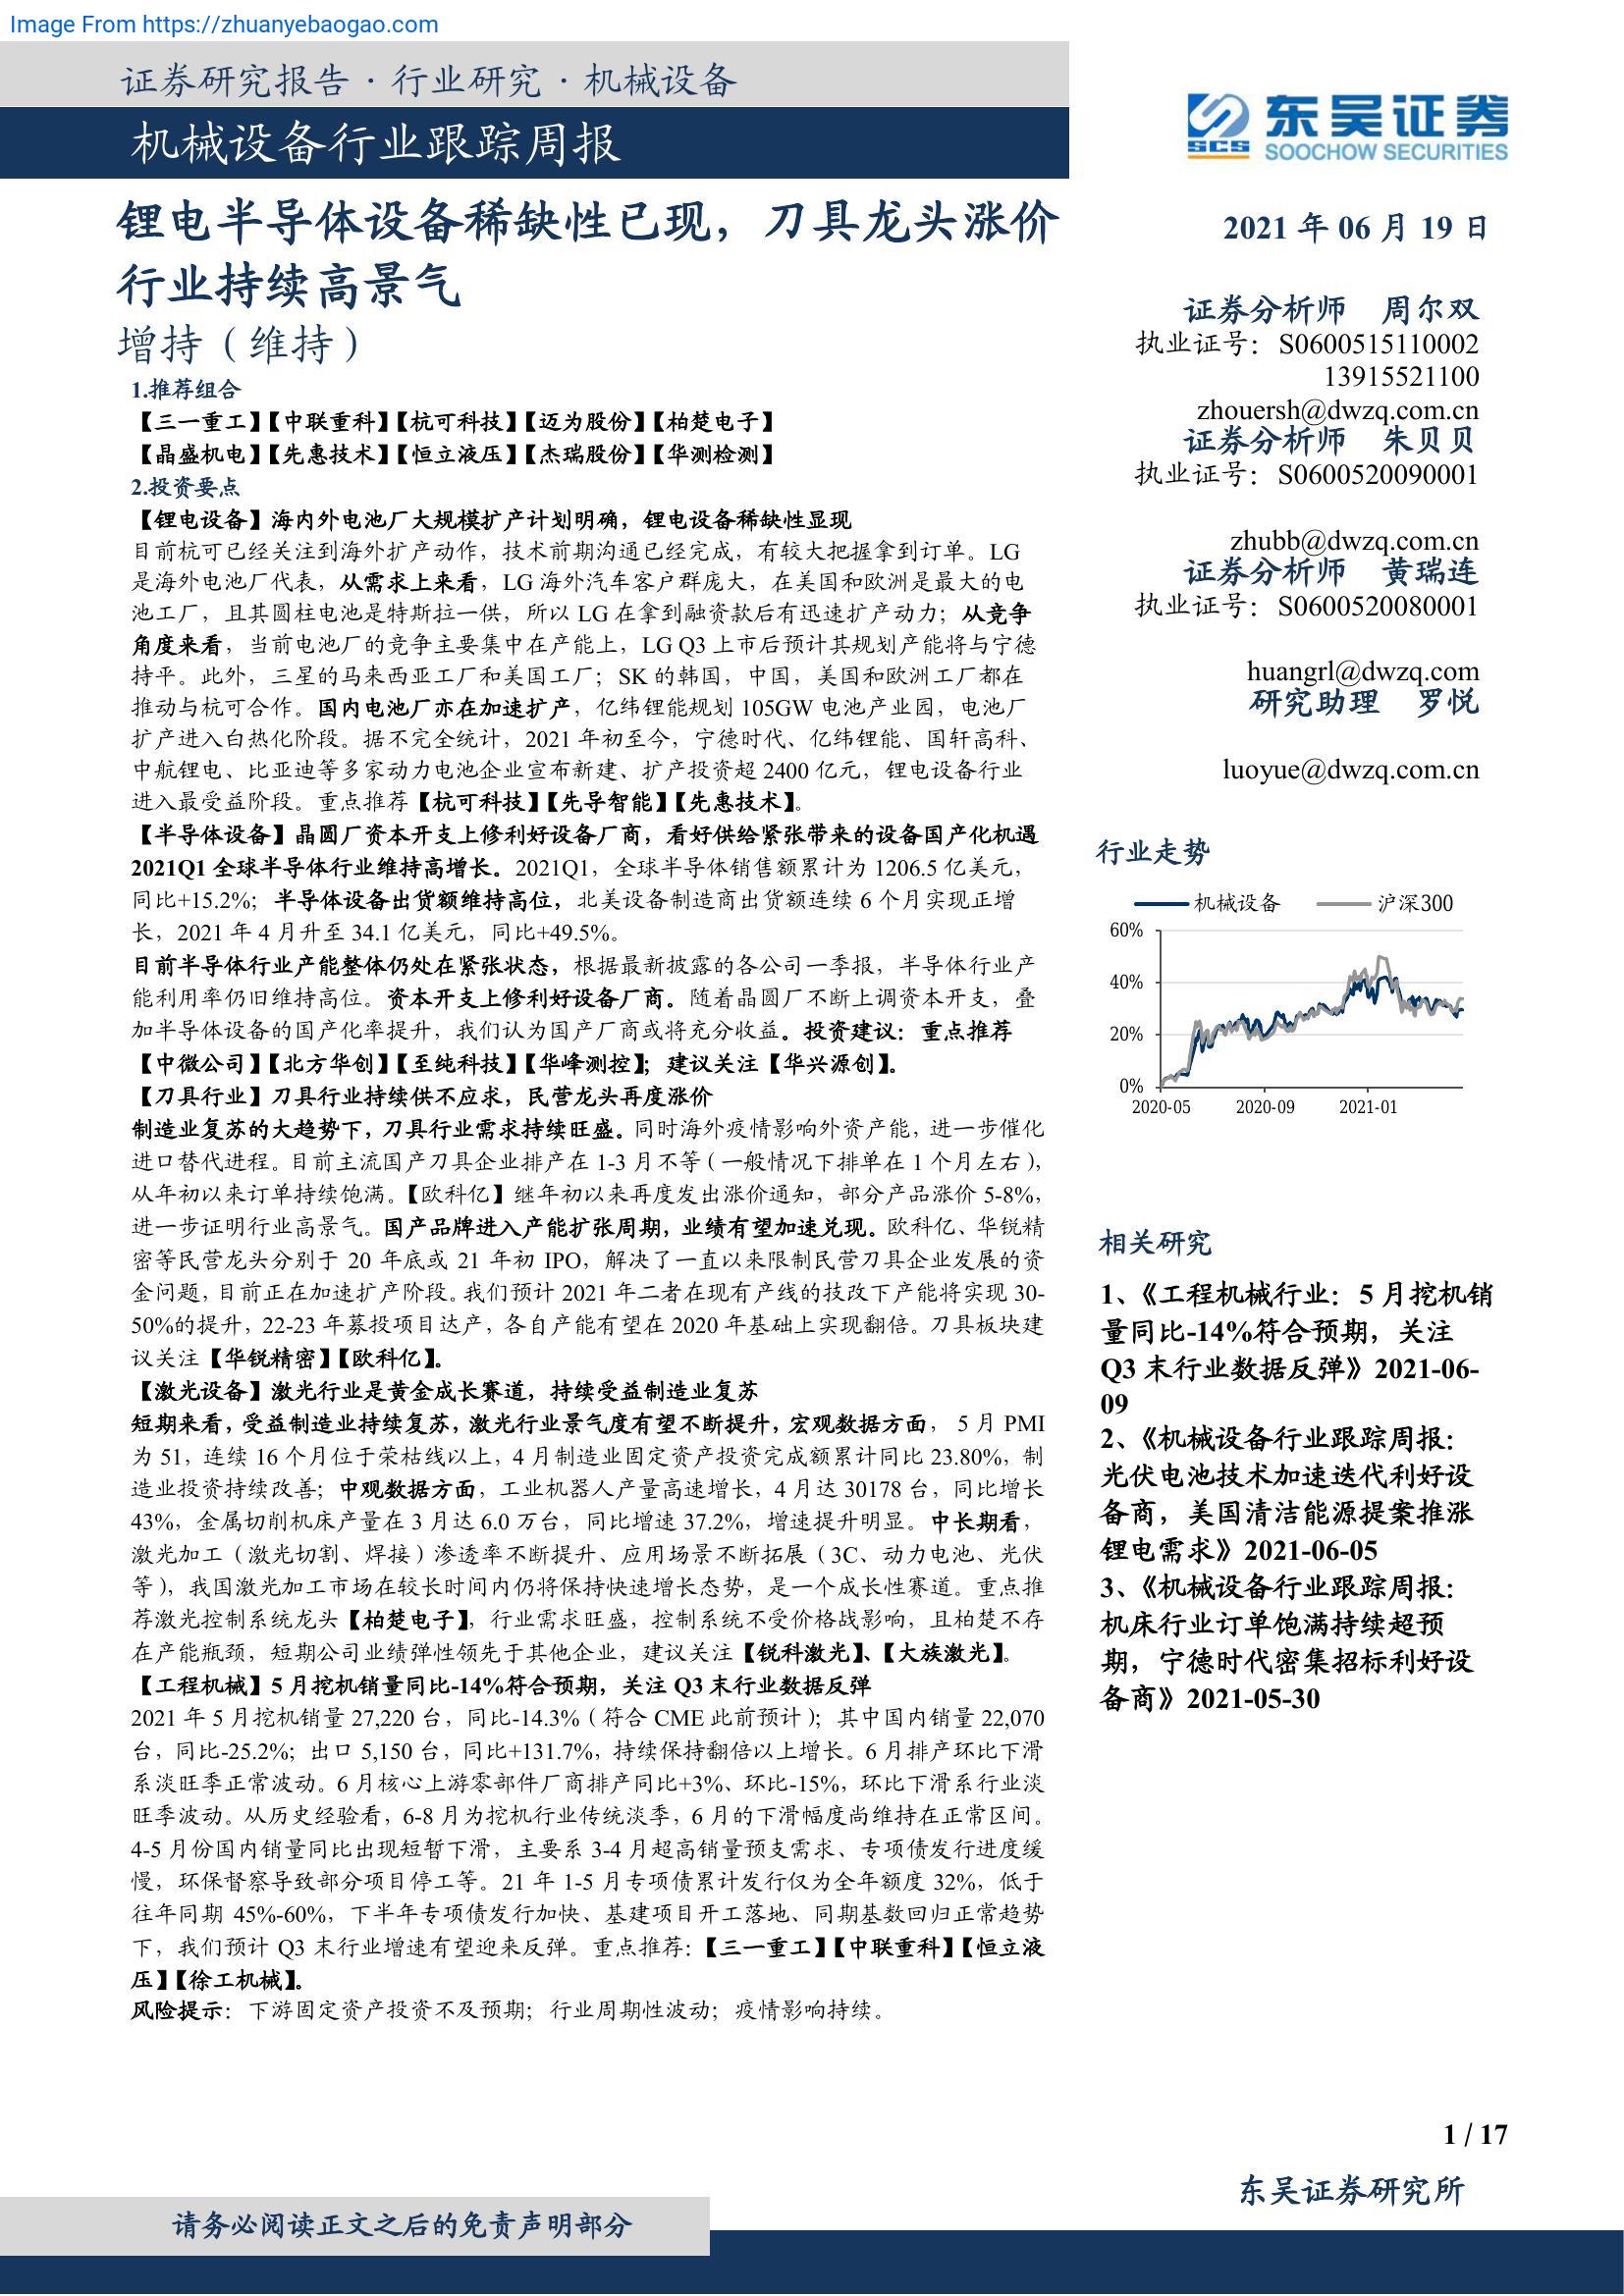 Image From https://zhuanyebaogao.com
证券研究报告 · 行业研究 · 机械设备
机械设备行业跟踪周报
东吴证券
SCS
SOOCHOW SECURITIES
锂电半导体设备稀缺性已现，刀具龙头涨价
行业持续高景气
增持（维持）
1.推荐组合
【三一重工】【中联重科】【杭可科技】【迈为股份】【柏楚电子】
【晶盛机电】【先惠技术】【恒立液压】【杰瑞股份】【华测检测】
2.投资要点
【锂电设备】海内外电池厂大规模扩产计划明确，锂电设备稀缺性显现
目前杭可已经关注到海外扩产动作，技术前期沟通已经完成，有较大把握拿到订单。LG
是海外电池厂代表，从需求上来看，LG 海外汽车客户群庞大，在美国和欧洲是最大的电
池工厂，且其圆柱电池是特斯拉一供，所以 LG 在拿到融资款后有迅速扩产动力；从竞争
角度来看，当前电池厂的竞争主要集中在产能上，LG Q3 上市后预计其规划产能将与宁德
持平。此外，三星的马来西亚工厂和美国工厂；SK 的韩国，中国，美国和欧洲工厂都在
推动与杭可合作。国内电池厂亦在加速扩产，亿纬锂能规划 105GW 电池产业园，电池厂
扩产进入白热化阶段。据不完全统计，2021 年初至今，宁德时代、亿纬锂能、国轩高科、
中航锂电、比亚迪等多家动力电池企业宣布新建、扩产投资超 2400 亿元，锂电设备行业
进入最受益阶段。重点推荐【杭可科技】【先导智能】【先惠技术】。
【半导体设备】晶圆厂资本开支上修利好设备厂商，看好供给紧张带来的设备国产化机遇
2021Q1 全球半导体行业维持高增长。2021Q1，全球半导体销售额累计为 1206.5 亿美元，
同比+15.2%；半导体设备出货额维持高位，北美设备制造商出货额连续 6 个月实现正增
长，2021 年 4 月升至 34.1 亿美元，同比+49.5%。
目前半导体行业产能整体仍处在紧张状态，根据最新披露的各公司一季报，半导体行业产
能利用率仍旧维持高位。资本开支上修利好设备厂商。随着晶圆厂不断上调资本开支，叠
加半导体设备的国产化率提升，我们认为国产厂商或将充分收益。投资建议：重点推荐
【中微公司】【北方华创】【至纯科技】【华峰测控】；建议关注【华兴源创】。
【刀具行业】刀具行业持续供不应求，民营龙头再度涨价
制造业复苏的大趋势下，刀具行业需求持续旺盛。同时海外疫情影响外资产能，进一步催化
进口替代进程。目前主流国产刀具企业排产在 1-3 月不等（一般情况下排单在 1 个月左右），
从年初以来订单持续饱满。【欧科亿】继年初以来再度发出涨价通知，部分产品涨价 5-8%，
进一步证明行业高景气。国产品牌进入产能扩张周期，业绩有望加速兑现。欧科亿、华锐精
密等民营龙头分别于 20 年底或 21 年初 IPO，解决了一直以来限制民营刀具企业发展的资
金问题，目前正在加速扩产阶段。我们预计 2021 年二者在现有产线的技改下产能将实现 30-
50%的提升，22-23 年募投项目达产，各自产能有望在 2020 年基础上实现翻倍。刀具板块建
议关注【华锐精密】【欧科亿】。
【激光设备】激光行业是黄金成长赛道，持续受益制造业复苏
短期来看，受益制造业持续复苏，激光行业景气度有望不断提升，宏观数据方面， 5 月 PMI
为 51，连续 16 个月位于荣枯线以上，4 月制造业固定资产投资完成额累计同比 23.80%，制
造业投资持续改善；中观数据方面，工业机器人产量高速增长，4 月达 30178 台，同比增长
43%，金属切削机床产量在 3 月达 6.0 万台，同比增速 37.2%，增速提升明显。中长期看，
激光加工（激光切割、焊接）渗透率不断提升、应用场景不断拓展（3C、动力电池、光伏
等），我国激光加工市场在较长时间内仍将保持快速增长态势，是一个成长性赛道。重点推
荐激光控制系统龙头【柏楚电子】，行业需求旺盛，控制系统不受价格战影响，且柏楚不存
在产能瓶颈，短期公司业绩弹性领先于其他企业，建议关注【锐科激光】、【大族激光】。
【工程机械】5 月挖机销量同比-14%符合预期，关注 Q3 末行业数据反弹
2021 年 5 月挖机销量 27,220 台，同比-14.3%（符合 CME 此前预计）；其中国内销量 22,070
台，同比-25.2%；出口 5,150 台，同比+131.7%，持续保持翻倍以上增长。6 月排产环比下滑
系淡旺季正常波动。6 月核心上游零部件厂商排产同比+3%、环比-15%，环比下滑系行业淡
旺季波动。从历史经验看，6-8 月为挖机行业传统淡季，6 月的下滑幅度尚维持在正常区间。
4-5 月份国内销量同比出现短暂下滑，主要系 3-4 月超高销量预支需求、专项债发行进度缓
慢，环保督察导致部分项目停工等。21 年 1-5 月专项债累计发行仅为全年额度 32%，低于
往年同期 45%-60%，下半年专项债发行加快、基建项目开工落地、同期基数回归正常趋势
下，我们预计 Q3 末行业增速有望迎来反弹。重点推荐：【三一重工】【中联重科】【恒立液
压】【徐工机械】。
风险提示：下游固定资产投资不及预期；行业周期性波动；疫情影响持续。
2021 年 06 月 19 日
证券分析师 周尔双
执业证号：S0600515110002
13915521100
zhouersh@dwzq.com.cn
证券分析师 朱贝贝
执业证号：S0600520090001
zhubb@dwzq.com.cn
证券分析师 黄瑞连
执业证号：S0600520080001
huangrl@dwzq.com
研究助理 罗悦
luoyue@dwzq.com.cn
行业走势
机械设备 沪深300
60%
40%
20%
0%
2020-05 2020-09 2021-01
相关研究
1、《工程机械行业：5 月挖机销
量同比-14%符合预期，关注
Q3 末行业数据反弹》2021-06-
09
2、《机械设备行业跟踪周报：
光伏电池技术加速迭代利好设
备商，美国清洁能源提案推涨
锂电需求》2021-06-05
3、《机械设备行业跟踪周报：
机床行业订单饱满持续超预
期，宁德时代密集招标利好设
备商》2021-05-30
1 / 17
东吴证券研究所
请务必阅读正文之后的免责声明部分